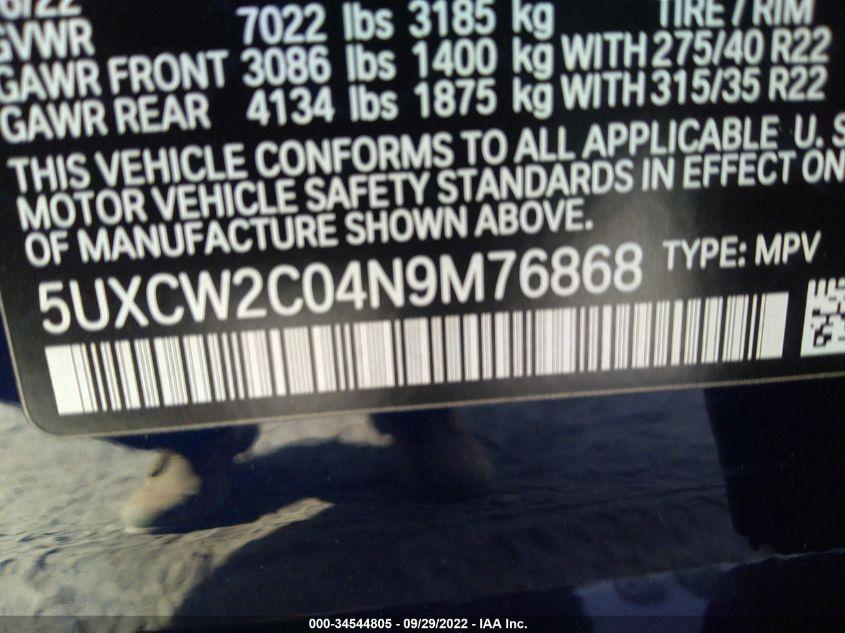 6/22 TIRE / RIM
GVWR 7022 lbs 3185 kg
GAWR FRONT 3086 lbs 1400 kg WITH 275/40 R22
GAWR REAR 4134 lbs 1875 kg WITH 315/35 R22
THIS VEHICLE CONFORMS TO ALL APPLICABLE U. S
MOTOR VEHICLE SAFETY STANDARDS IN EFFECT ON
OF MANUFACTURE SHOWN ABOVE.
5UXCW2C04N9M76868 TYPE: MPV
000-34544805 - 09/29/2022 - IAA Inc.